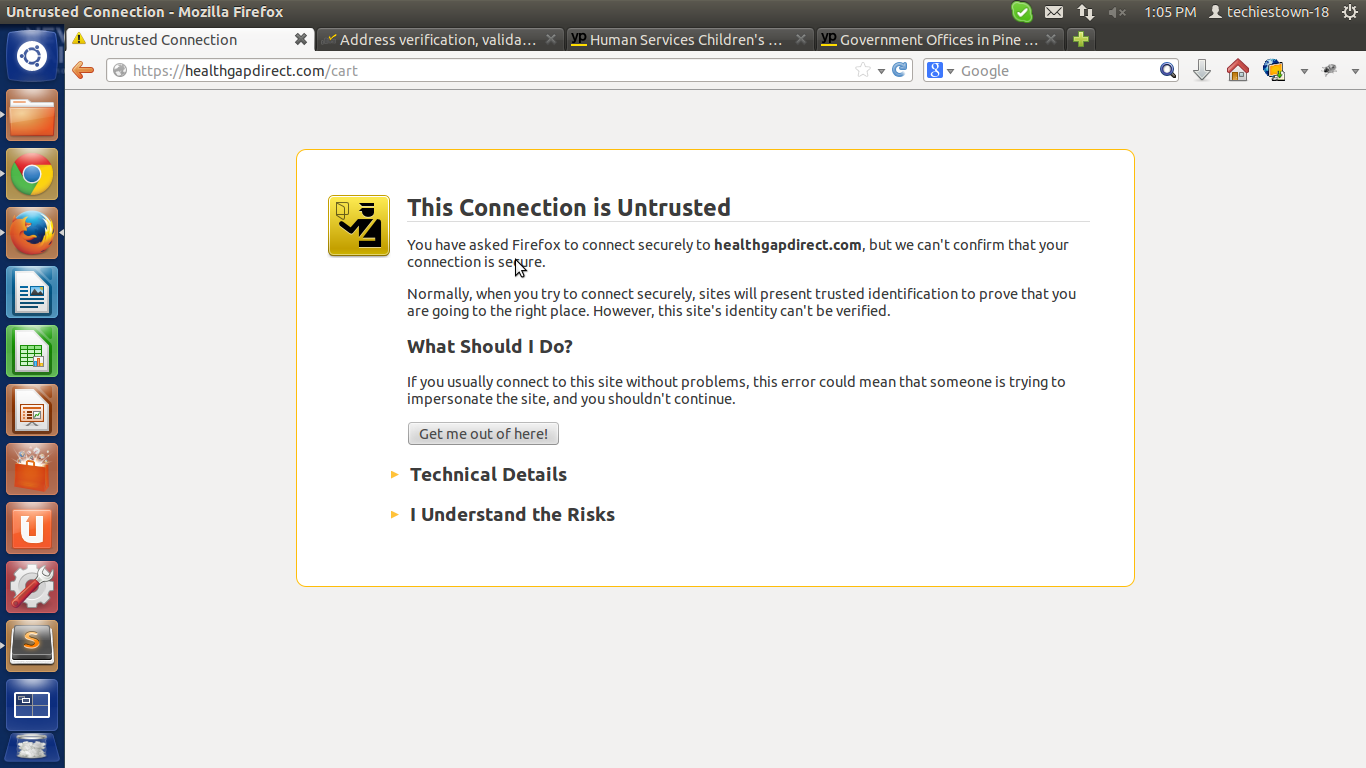 Untrusted Connection - Mozilla Firefox
1:05 PM
techiestown-18
Untrusted Connection
Address verification, valida...
yp Human Services Children's ...
yp Government Offices in Pine ...
https://healthgapdirect.com/cart
8 Google
This Connection is Untrusted
You have asked Firefox to connect securely to healthgapdirect.com, but we can't confirm that your
connection is secure.
Normally, when you try to connect securely, sites will present trusted identification to prove that you
are going to the right place. However, this site's identity can't be verified.
What Should I Do?
If you usually connect to this site without problems, this error could mean that someone is trying to
impersonate the site, and you shouldn't continue.
Get me out of here!
Technical Details
I Understand the Risks